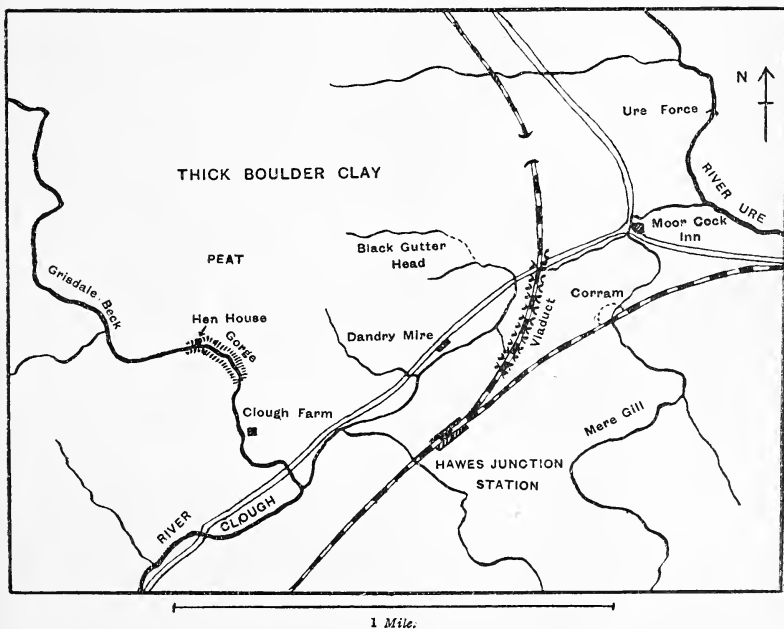 N
Ure Force
THICK BOULDER CLAY
RIVER URE
Moor Cock
Inn
Black Gutter
Head
PEAT
Grisdale Beck
Corram
Hen House
Gorge
Viaduct
Dandry Mire
Clough Farm
Mere Gill
HAWES JUNCTION
STATION
RIVER CLOUGH
1 Mile.